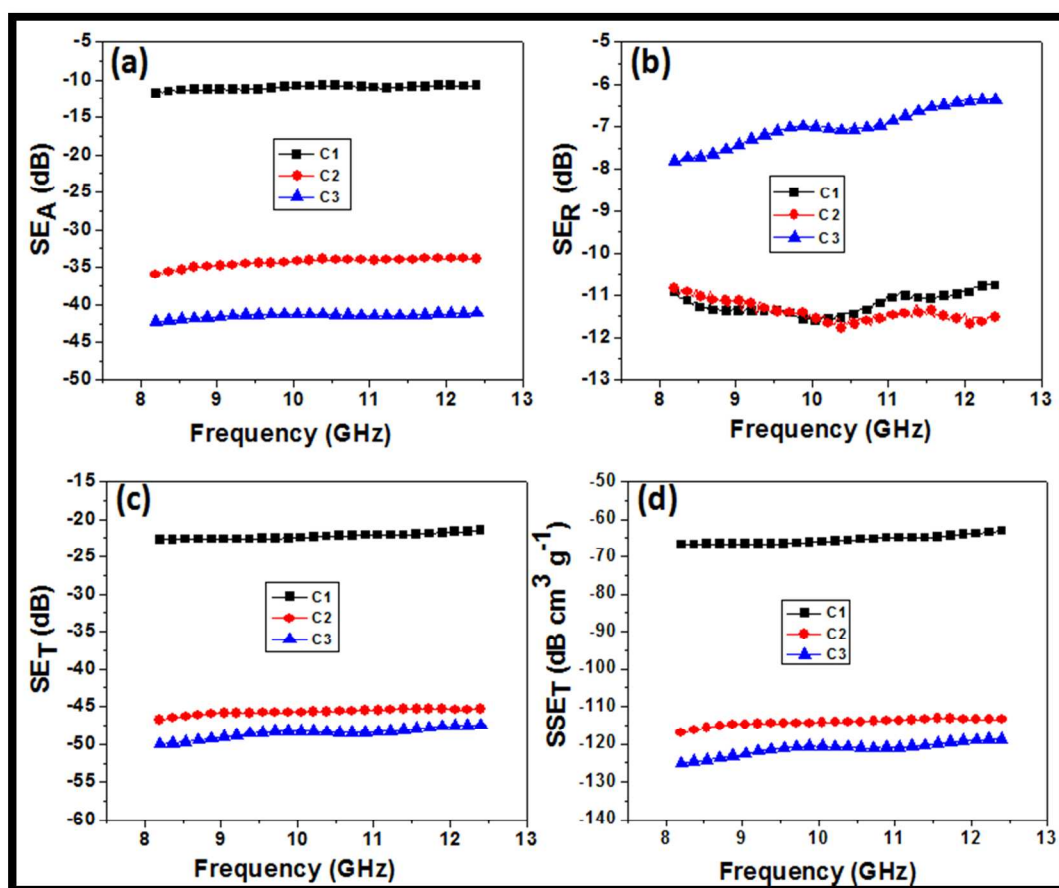 (a)
-5
-10
-15
-20
-25
-30
-35
-40
-45
-50
SE_A (dB)
C1
C2
C3
8 9 10 11 12 13
Frequency (GHz)
(b)
-5
-6
-7
-8
-9
-10
-11
-12
-13
SE_R (dB)
C1
C2
C3
8 9 10 11 12 13
Frequency (GHz)
(c)
-15
-20
-25
-30
-35
-40
-45
-50
-55
-60
SE_T (dB)
C1
C2
C3
8 9 10 11 12 13
Frequency (GHz)
(d)
-50
-60
-70
-80
-90
-100
-110
-120
-130
-140
SSE_T (dB cm³ g⁻¹)
C1
C2
C3
8 9 10 11 12 13
Frequency (GHz)